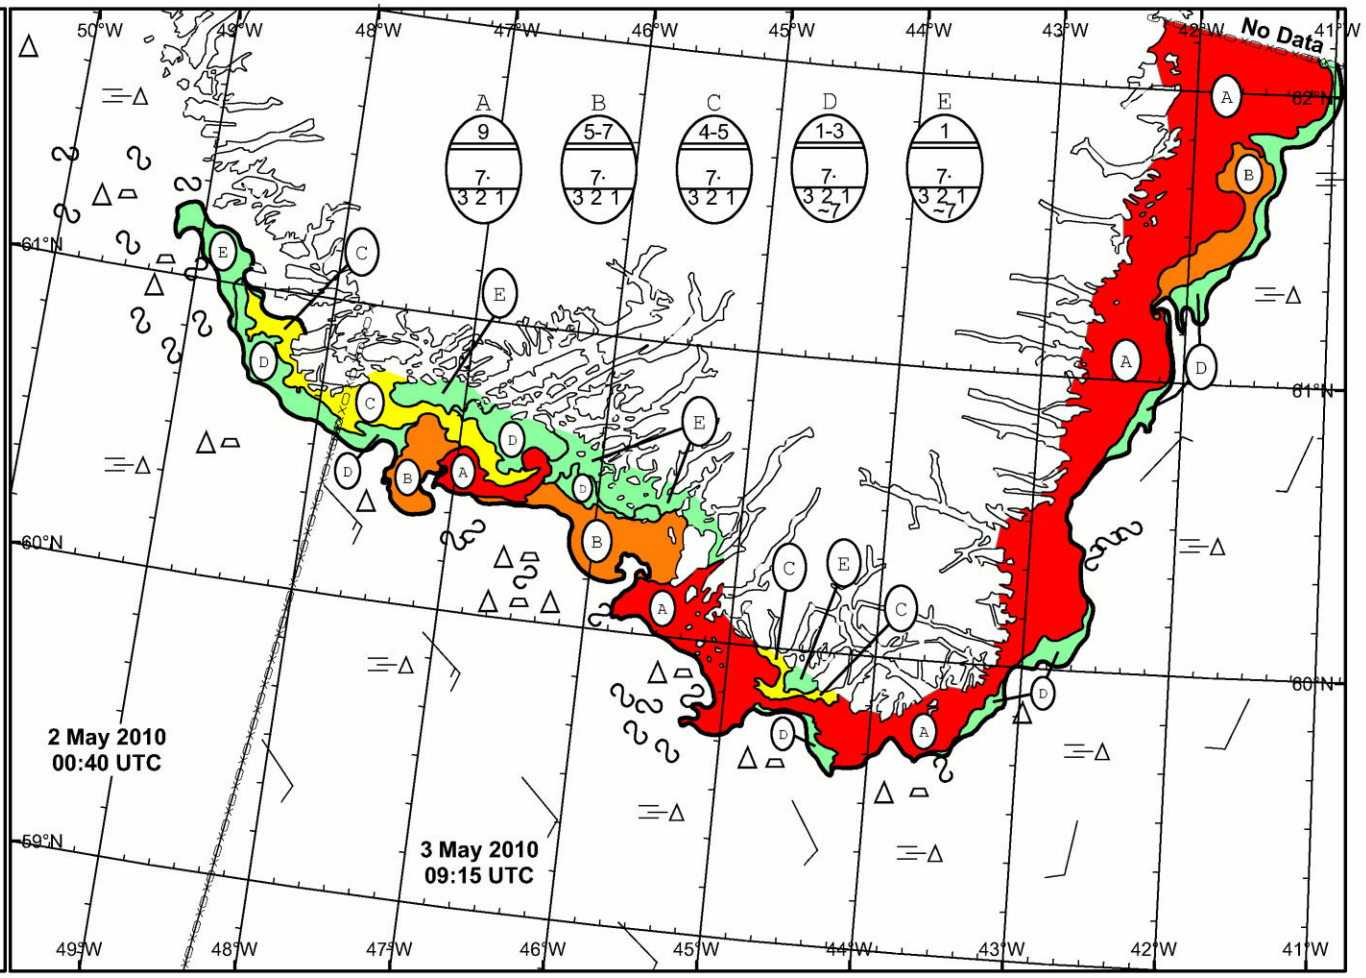 50°W 49°W 48°W 47°W 46°W 45°W 44°W 43°W 42°W 41°W
No Data
62°N
A B C D E
9 5-7 4-5 1-3 1
7· 7· 7· 7· 7·
3 2 1 3 2 1 3 2 1 3 2 1 3 2 1
~7 ~7
A
B
61°N
E
C
E
A
D
61°N
D
C
E
D
D
B
A
D
B
60°N
C
E
C
A
60°N
D
D
A
2 May 2010
00:40 UTC
3 May 2010
09:15 UTC
59°N
49°W 48°W 47°W 46°W 45°W 44°W 43°W 42°W 41°W